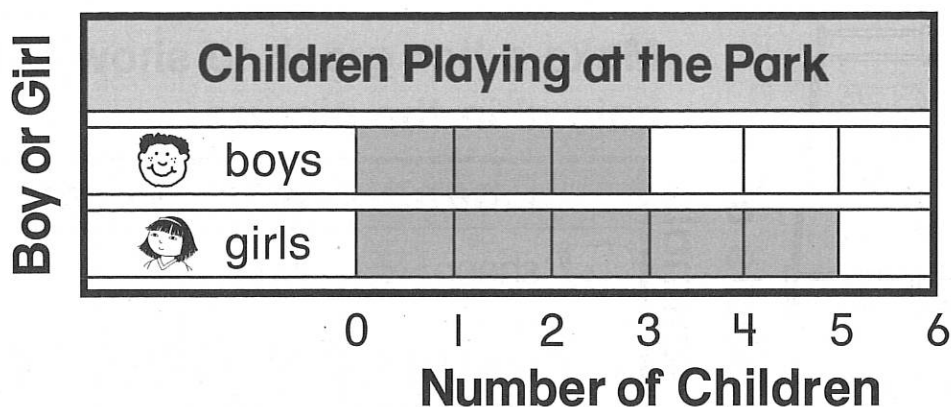 Children Playing at the Park
Boy or Girl
boys
girls
0 1 2 3 4 5 6
Number of Children